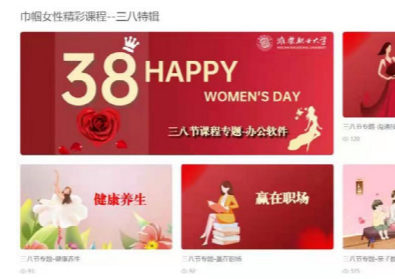 巾帼女性精彩课程--三八特辑
38 HAPPY
WOMEN'S DAY
三八节课程专题-办公软件
健康养生
赢在职场
三八节专题-健康养生
三八节专题-赢在职场